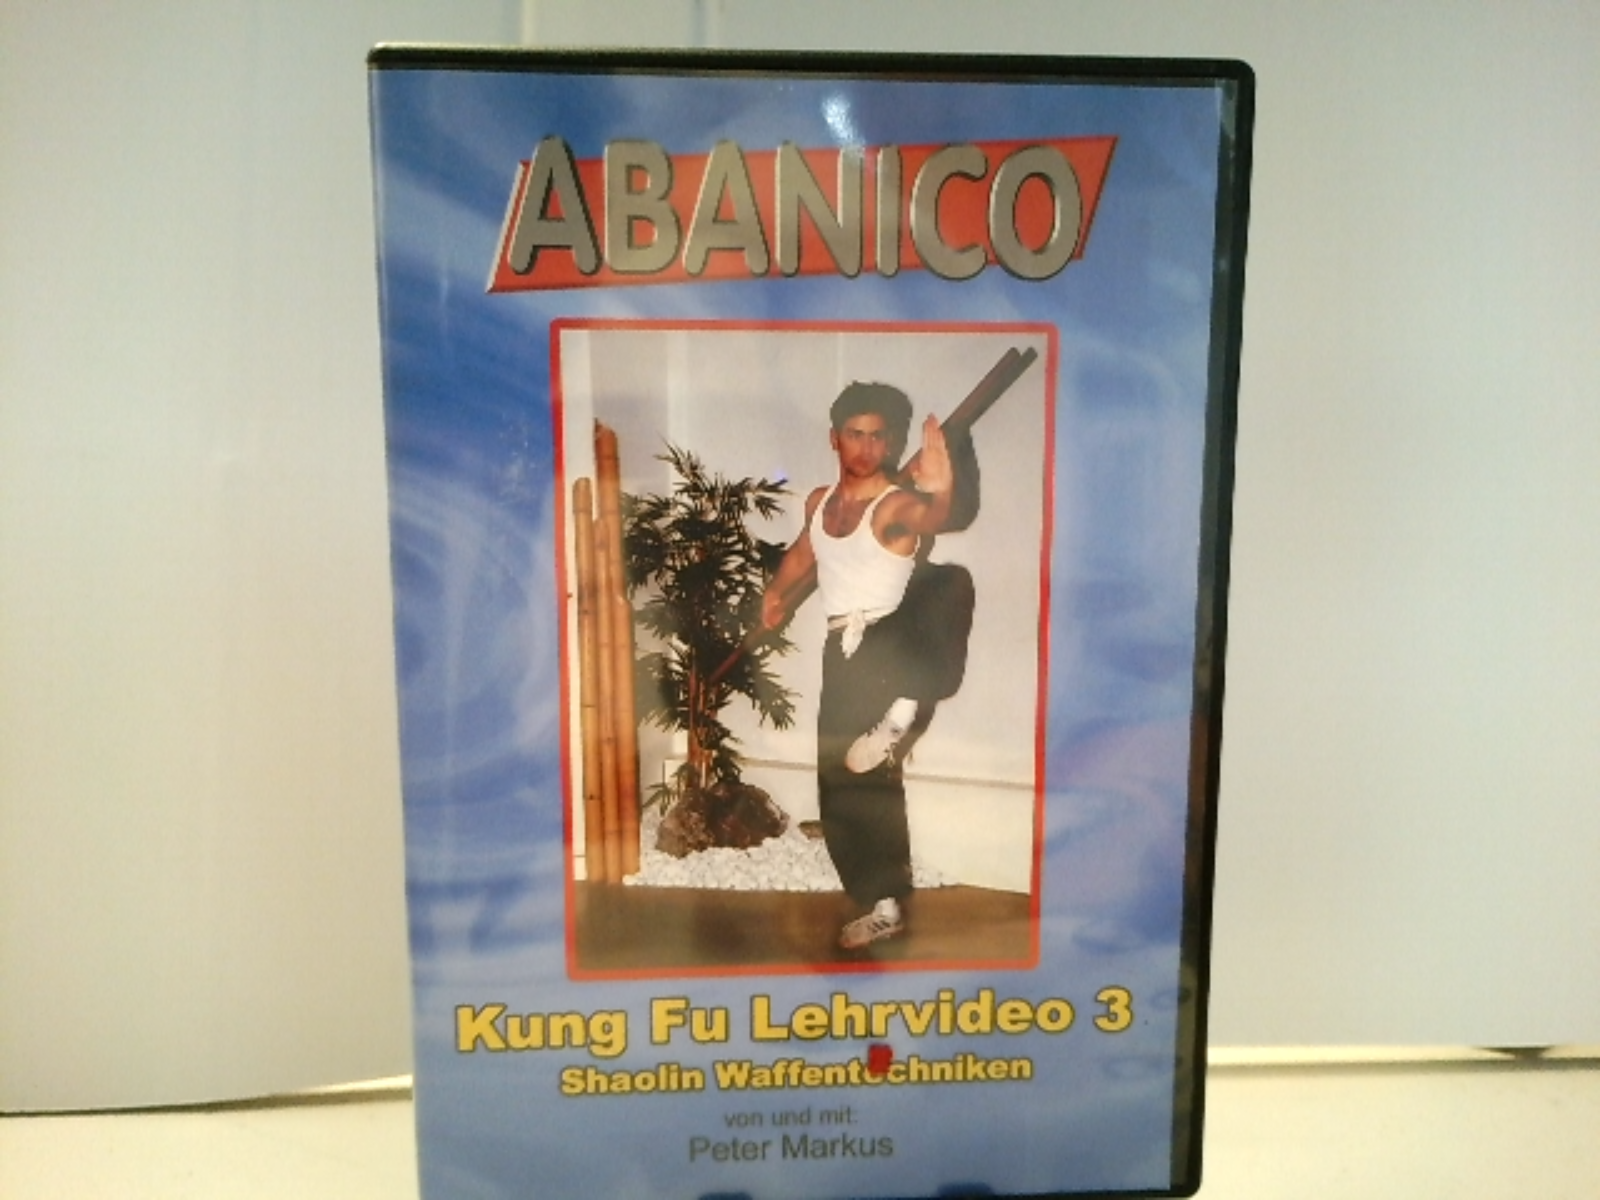 ABANICO
Kung Fu Lehrvideo 3
Shaolin Waffentechniken
von und mit:
Peter Markus